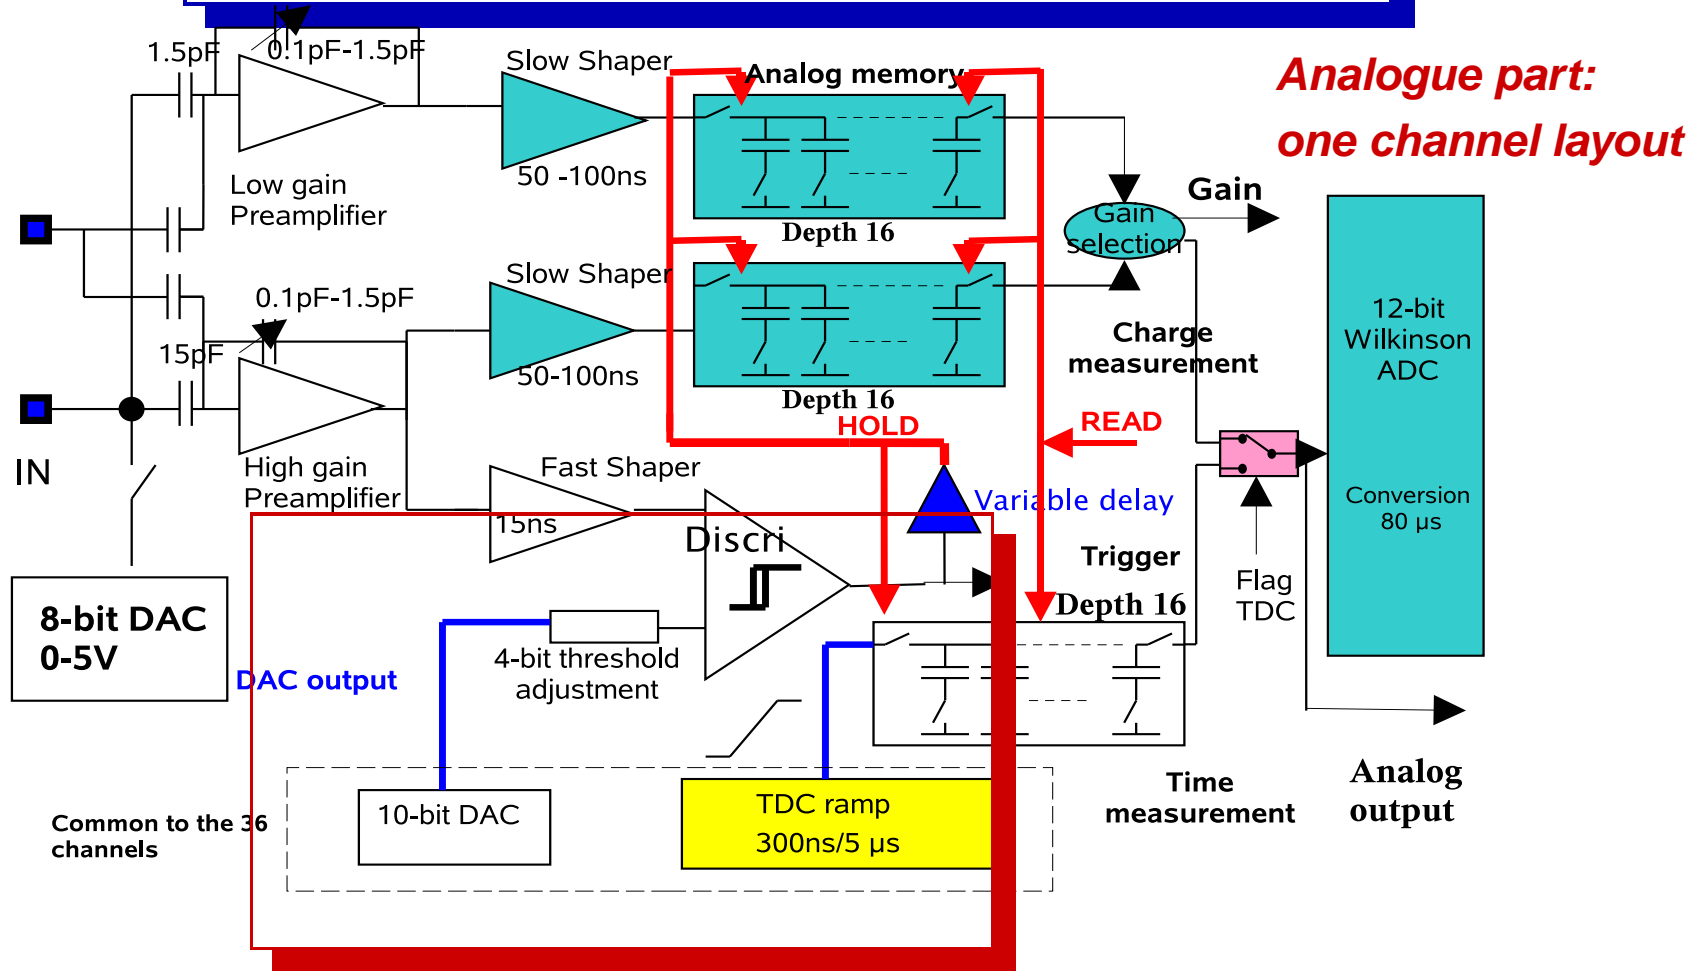 1.5pF
0.1pF-1.5pF
Slow Shaper
Analog memory
Analogue part:
one channel layout
50 -100ns
Low gain
Preamplifier
Depth 16
Gain
selection
Gain
Slow Shaper
0.1pF-1.5pF
15pF
50-100ns
Depth 16
Charge
measurement
12-bit
Wilkinson
ADC
Conversion
80 µs
HOLD
READ
IN
High gain
Preamplifier
Fast Shaper
15ns
Variable delay
Discri
Trigger
Depth 16
Flag
TDC
8-bit DAC
0-5V
DAC output
4-bit threshold
adjustment
Time
measurement
Analog
output
Common to the 36
channels
10-bit DAC
TDC ramp
300ns/5 µs